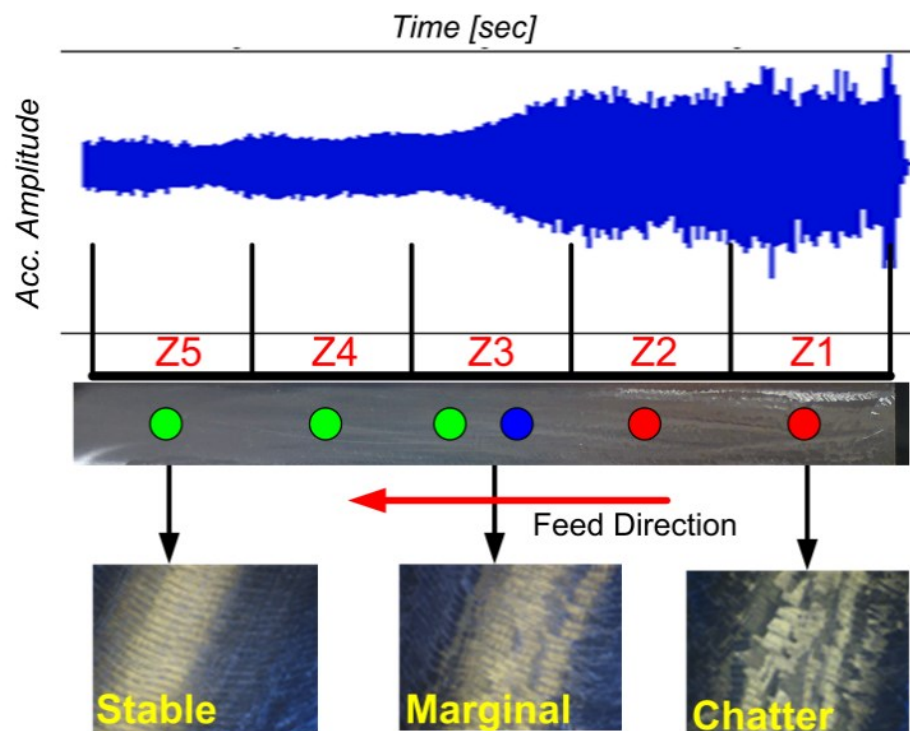 Time [sec]
Acc. Amplitude
Z5 Z4 Z3 Z2 Z1
Feed Direction
Stable Marginal Chatter